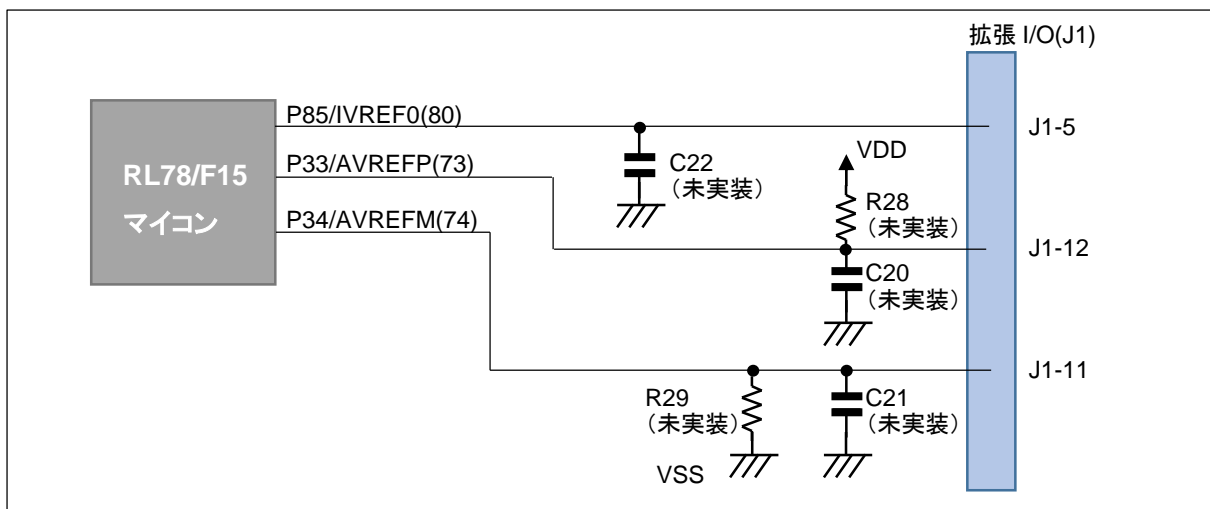 拡張 I/O(J1)
P85/IVREF0(80)
J1-5
RL78/F15
マイコン
P33/AVREFP(73)
C22
(未実装)
VDD
R28
(未実装)
P34/AVREFM(74)
J1-12
C20
(未実装)
J1-11
R29
(未実装)
C21
(未実装)
VSS